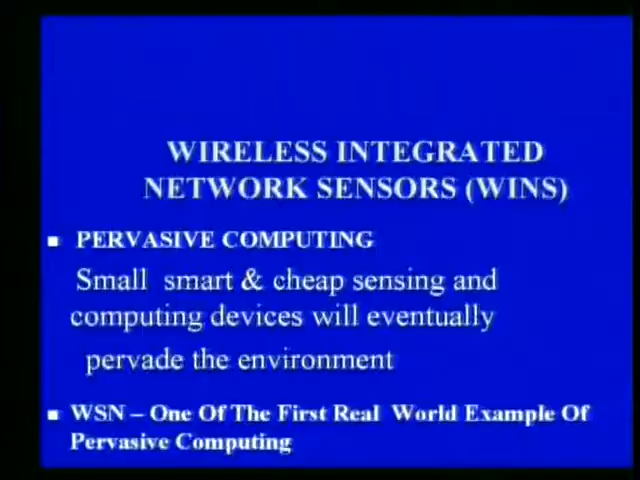 WIRELESS INTEGRATED
NETWORK SENSORS (WINS)
PERVASIVE COMPUTING
Small smart & cheap sensing and
computing devices will eventually
pervade the environment
WSN – One Of The First Real World Example Of
Pervasive Computing